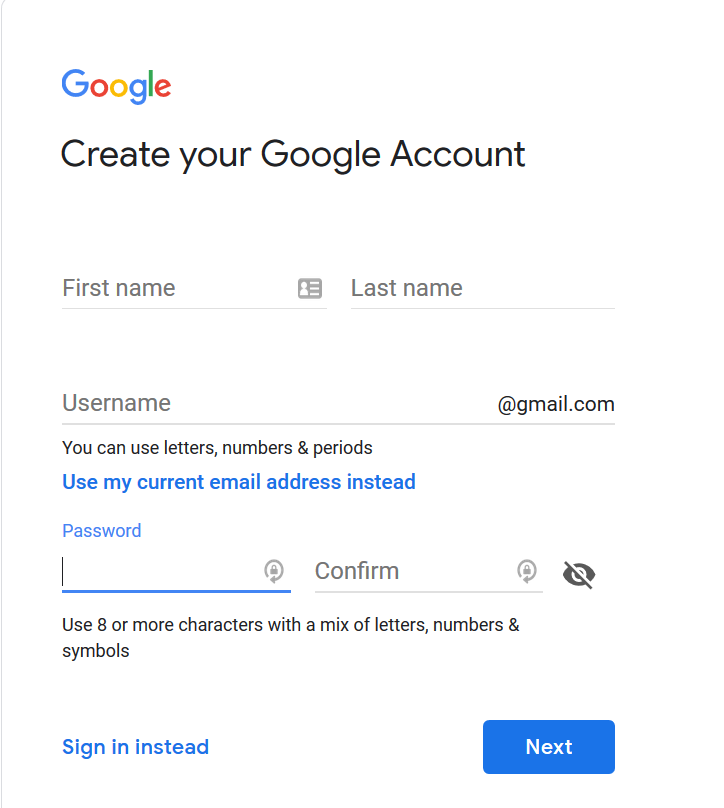 Google
Create your Google Account
First name Last name
Username @gmail.com
You can use letters, numbers & periods
Use my current email address instead
Password
Confirm
Use 8 or more characters with a mix of letters, numbers &
symbols
Sign in instead Next